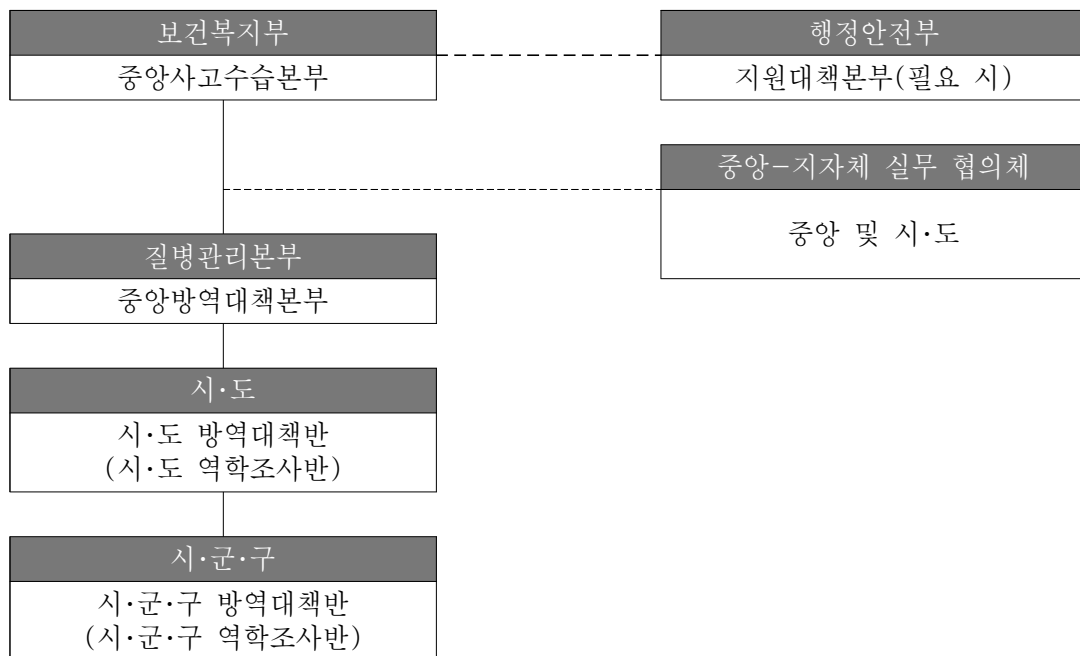 보건복지부
중앙사고수습본부
행정안전부
지원대책본부(필요 시)
중앙-지자체 실무 협의체
중앙 및 시·도
질병관리본부
중앙방역대책본부
시·도
시·도 방역대책반
(시·도 역학조사반)
시·군·구
시·군·구 방역대책반
(시·군·구 역학조사반)